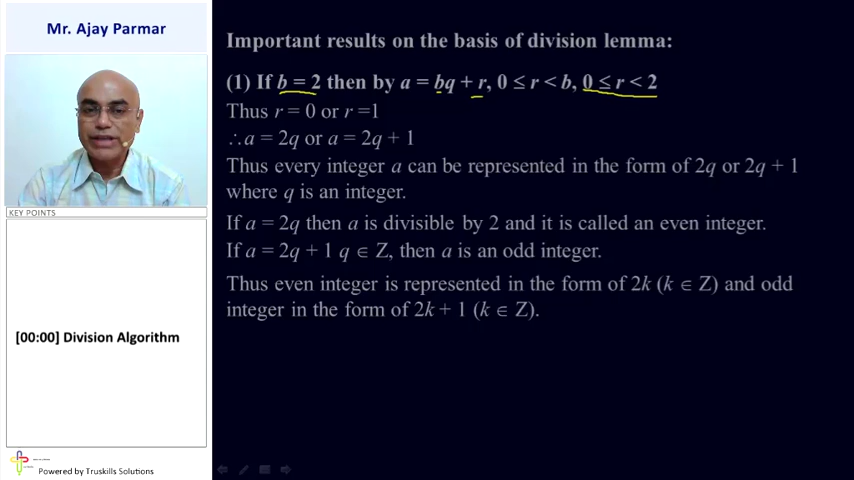 Mr. Ajay Parmar
KEY POINTS
[00:00] Division Algorithm
Powered by Truskills Solutions
Important results on the basis of division lemma:
(1) If b = 2 then by a = bq + r, 0 ≤ r < b, 0 ≤ r < 2
Thus r = 0 or r =1
∴a = 2q or a = 2q + 1
Thus every integer a can be represented in the form of 2q or 2q + 1
where q is an integer.
If a = 2q then a is divisible by 2 and it is called an even integer.
If a = 2q + 1 q ∈ Z, then a is an odd integer.
Thus even integer is represented in the form of 2k (k ∈ Z) and odd
integer in the form of 2k + 1 (k ∈ Z).